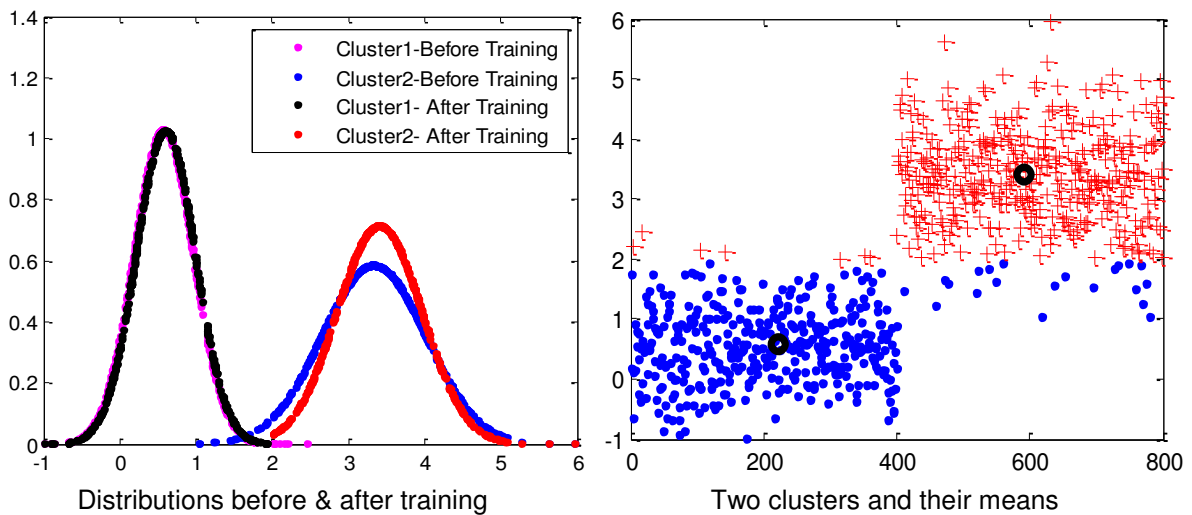 1.4
1.2
1
0.8
0.6
0.4
0.2
0
-1 0 1 2 3 4 5 6
Cluster1-Before Training
Cluster2-Before Training
Cluster1- After Training
Cluster2- After Training
Distributions before & after training
6
5
4
3
2
1
0
-1
0 200 400 600 800
Two clusters and their means